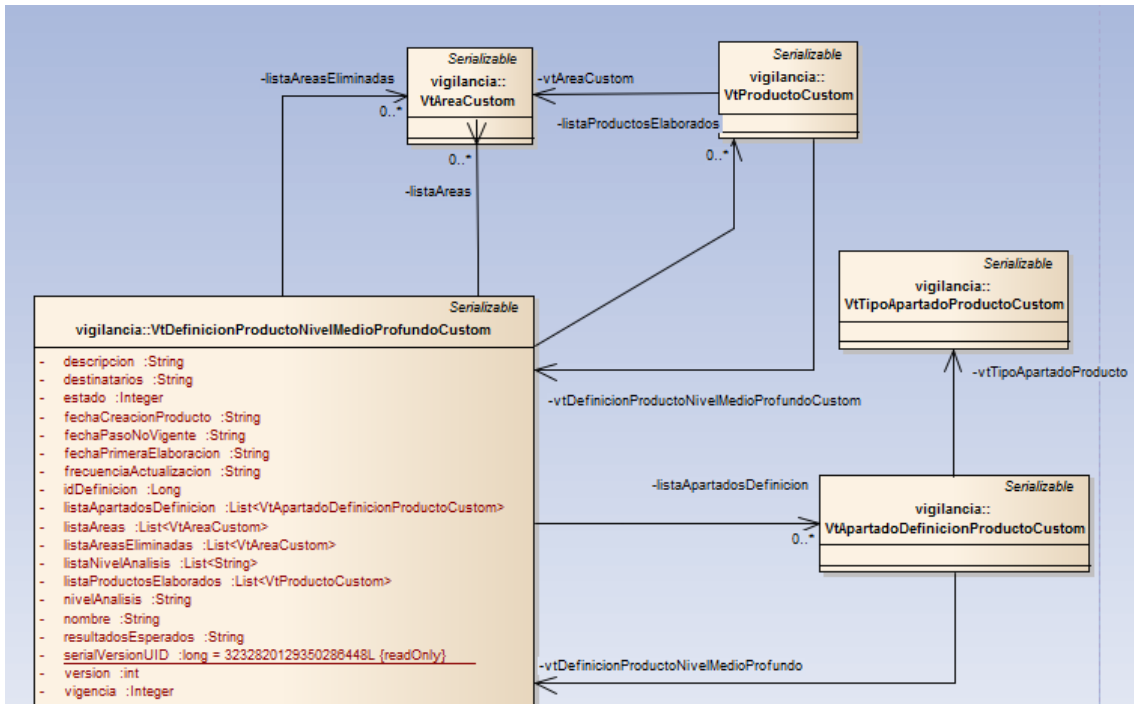 Serializable
vigilancia::
VtAreaCustom
Serializable
vigilancia::
VtProductoCustom
-listaAreasEliminadas
0..*
-vtAreaCustom
-listaProductosElaborados
0..*
0..*
-listaAreas
Serializable
vigilancia::
VtTipoApartadoProductoCustom
Serializable
vigilancia::VtDefinicionProductoNivelMedioProfundoCustom
- descripcion :String
- destinatarios :String
- estado :Integer
- fechaCreacionProducto :String
- fechaPasoNoVigente :String
- fechaPrimeraElaboracion :String
- frecuenciaActualizacion :String
- idDefinicion :Long
- listaApartadosDefinicion :List<VtApartadoDefinicionProductoCustom>
- listaAreas :List<VtAreaCustom>
- listaAreasEliminadas :List<VtAreaCustom>
- listaNivelAnalisis :List<String>
- listaProductosElaborados :List<VtProductoCustom>
- nivelAnalisis :String
- nombre :String
- resultadosEsperados :String
- serialVersionUID :long = 3232820129350286448L {readOnly}
- version :int
- vigencia :Integer
-vtTipoApartadoProducto
-vtDefinicionProductoNivelMedioProfundoCustom
-listaApartadosDefinicion
0..*
Serializable
vigilancia::
VtApartadoDefinicionProductoCustom
-vtDefinicionProductoNivelMedioProfundo